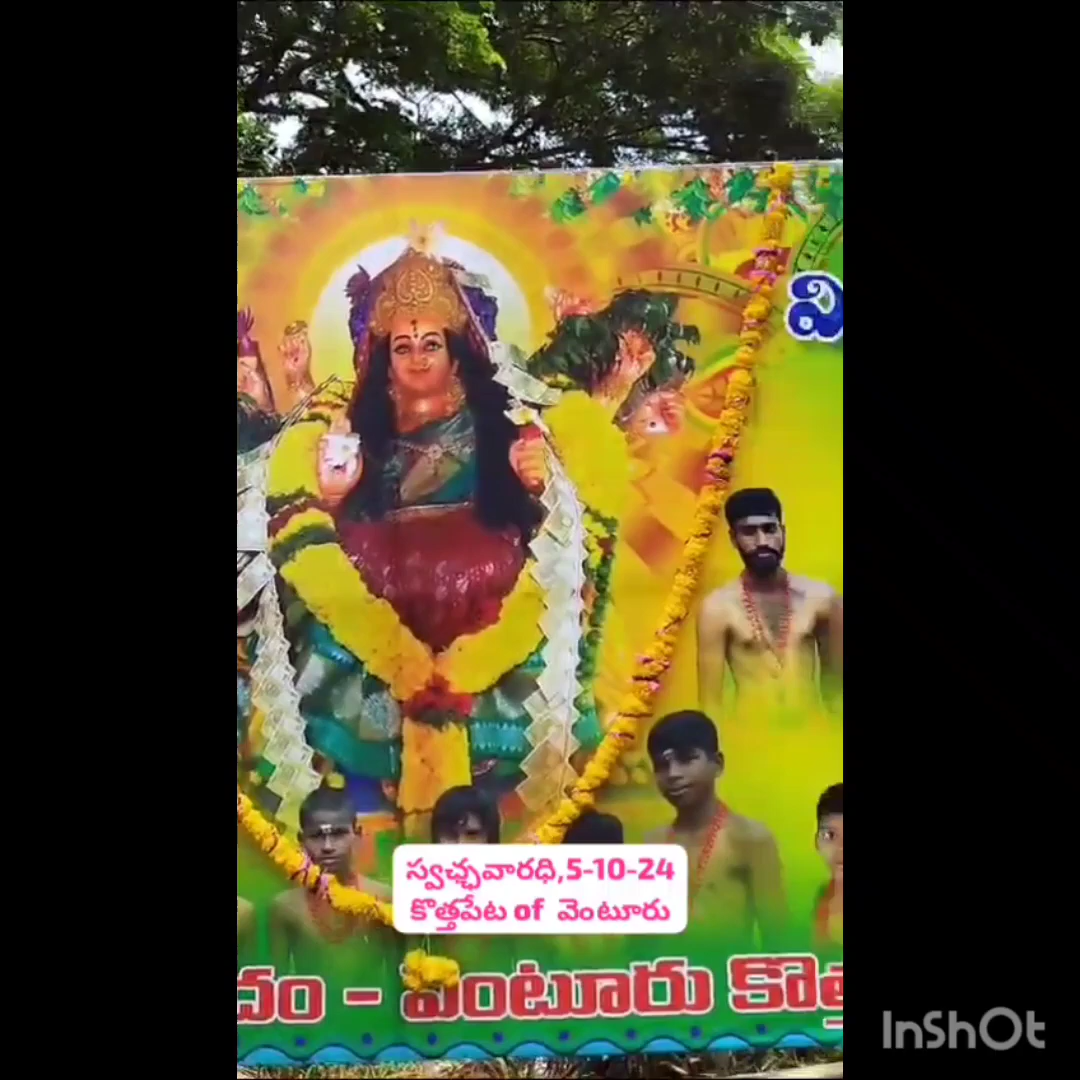 వి
స్వచ్ఛవారధి,5-10-24
కొత్తపేట of వెంటూరు
దం - వెంటూరు కొత్త
InShOt